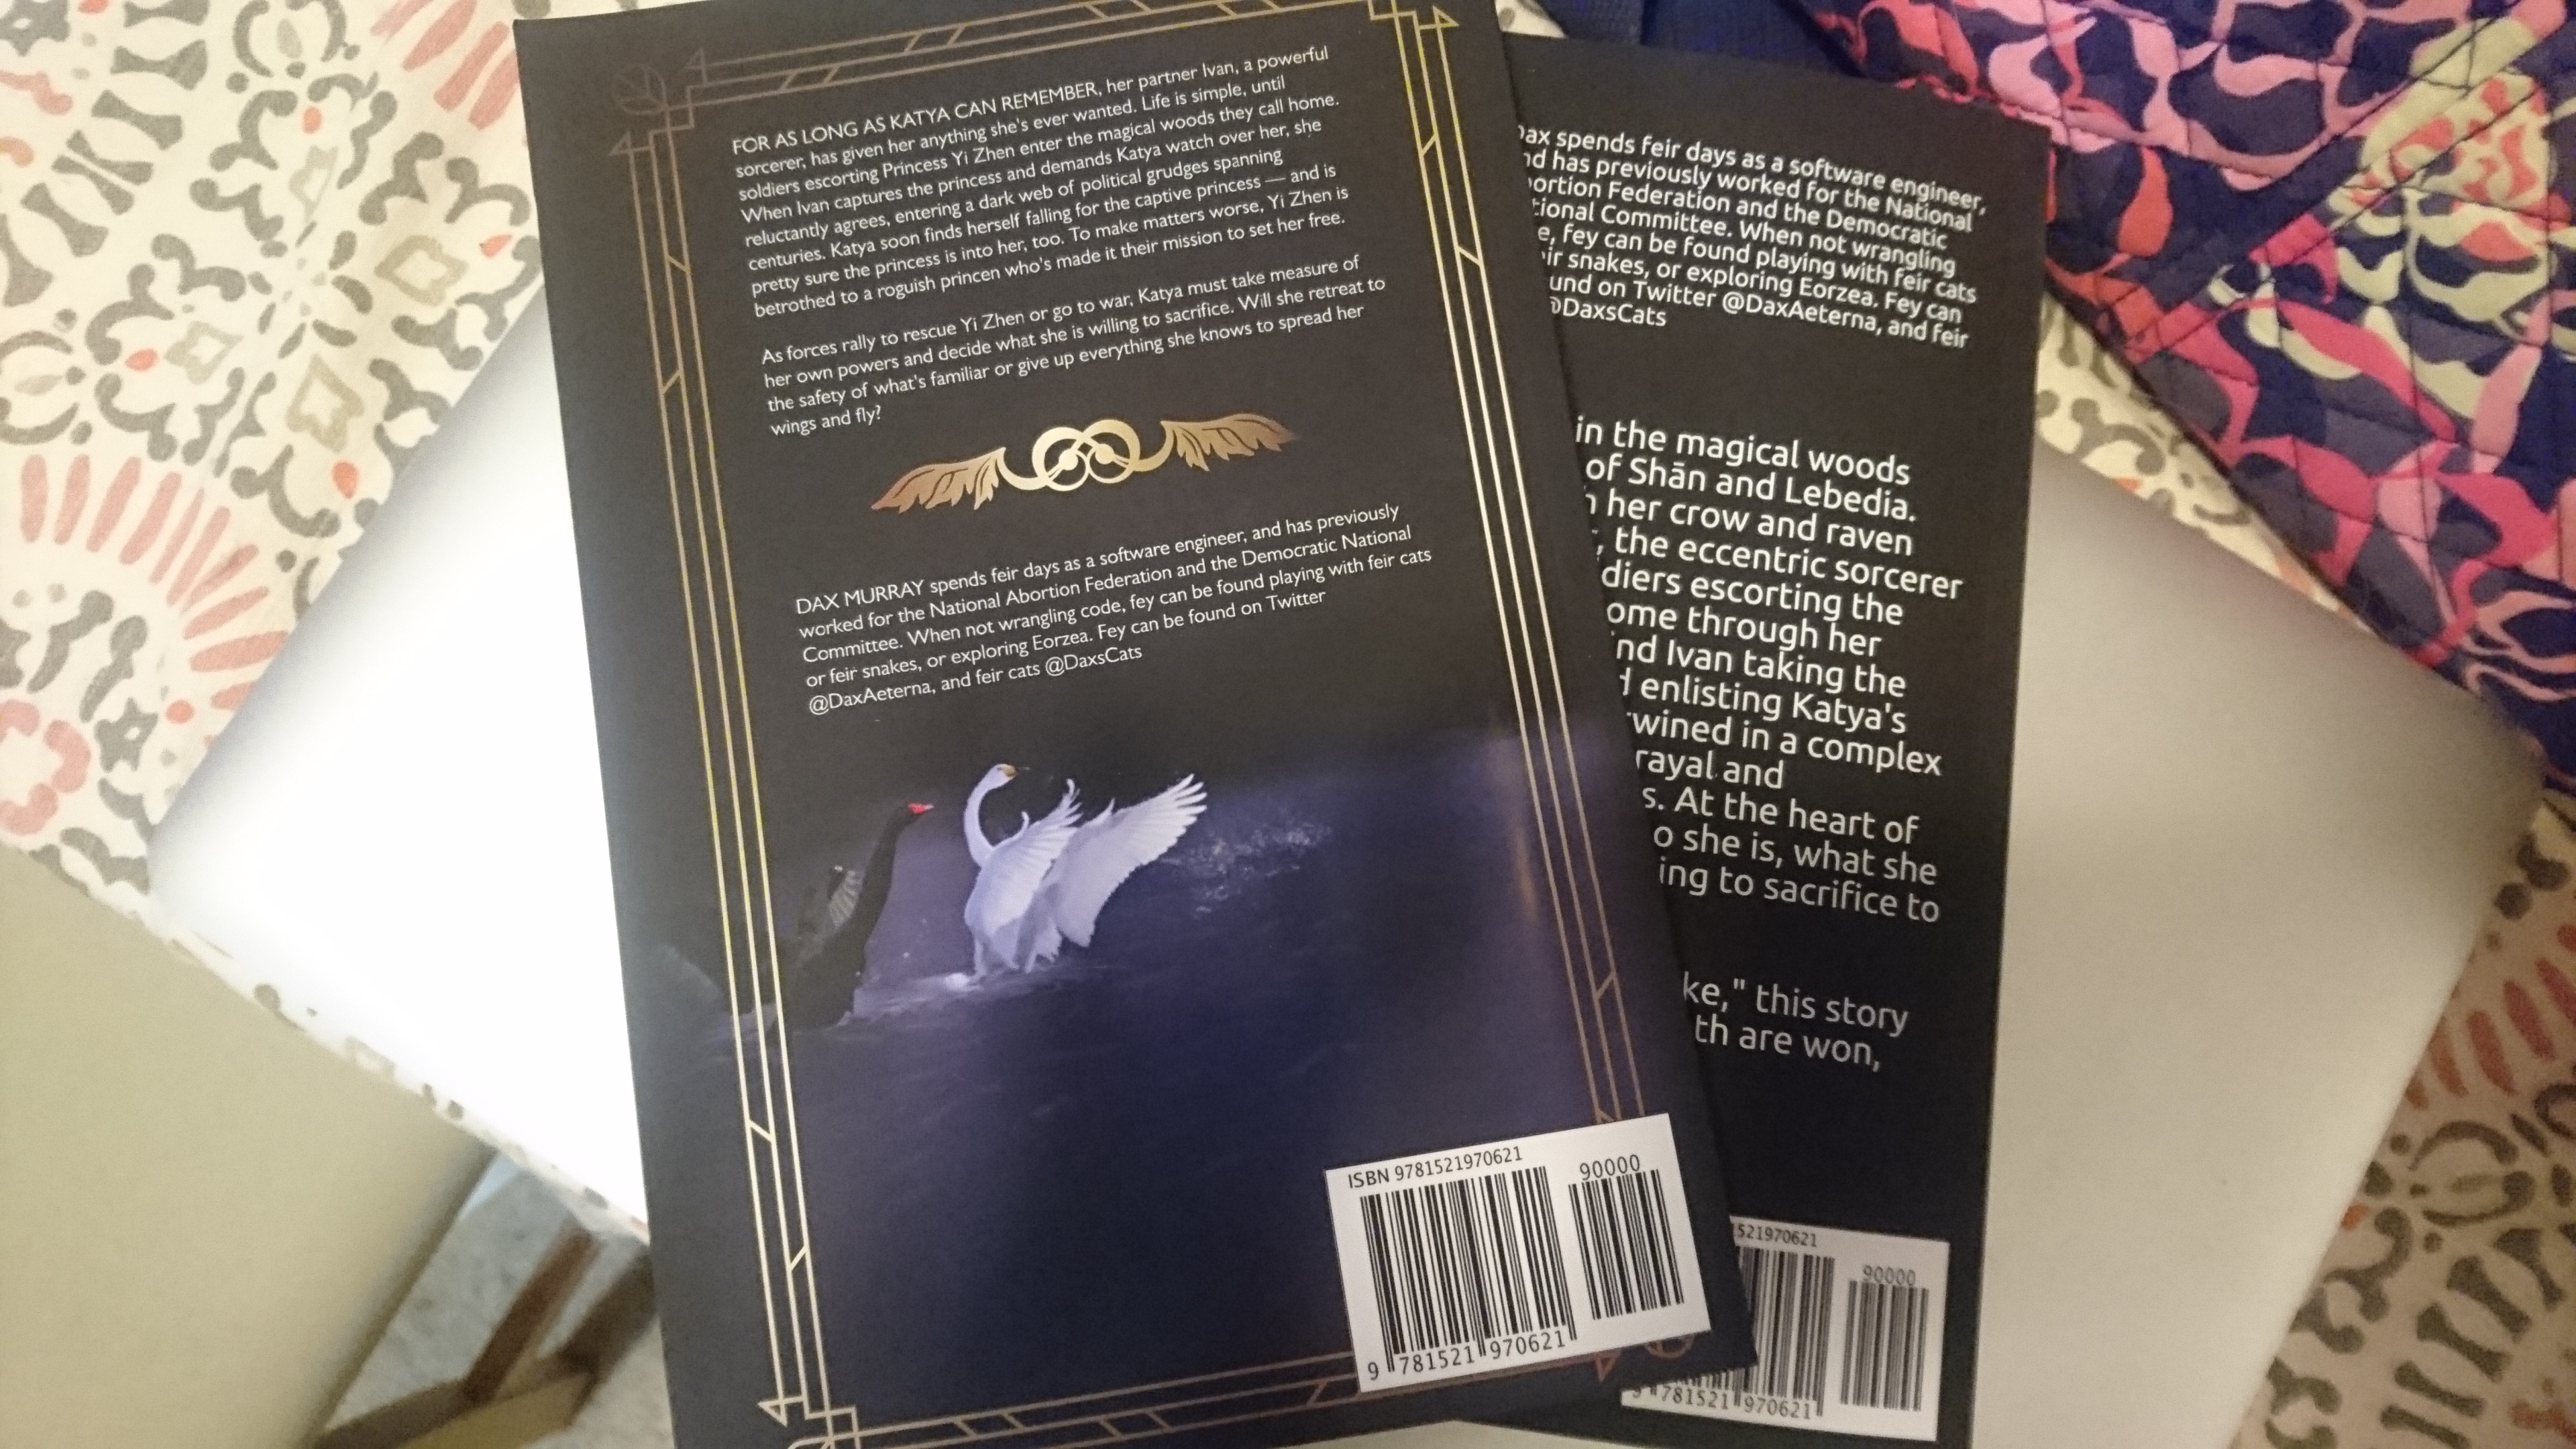 FOR AS LONG AS KATYA CAN REMEMBER, her partner Ivan, a powerful
sorcerer, has given her anything she's ever wanted. Life is simple, until
soldiers escorting Princess Yi Zhen enter the magical woods they call home.
When Ivan captures the princess and demands Katya watch over her, she
reluctantly agrees, entering a dark web of political grudges spanning
centuries. Katya soon finds herself falling for the captive princess — and is
pretty sure the princess is into her, too. To make matters worse, Yi Zhen is
betrothed to a roguish princen who's made it their mission to set her free.
As forces rally to rescue Yi Zhen or go to war, Katya must take measure of
her own powers and decide what she is willing to sacrifice. Will she retreat to
the safety of what's familiar or give up everything she knows to spread her
wings and fly?
DAX MURRAY spends feir days as a software engineer, and has previously
worked for the National Abortion Federation and the Democratic National
Committee. When not wrangling code, fey can be found playing with feir cats
or feir snakes, or exploring Eorzea. Fey can be found on Twitter
@DaxAeterna, and feir cats @DaxsCats
ISBN 9781521970621
90000
9 781521 970621
Dax spends feir days as a software engineer,
nd has previously worked for the National
bortion Federation and the Democratic
tional Committee. When not wrangling
e, fey can be found playing with feir cats
ir snakes, or exploring Eorzea. Fey can
und on Twitter @DaxAeterna, and feir
@DaxsCats
in the magical woods
of Shān and Lebedia.
her crow and raven
, the eccentric sorcerer
diers escorting the
ome through her
nd Ivan taking the
enlisting Katya's
wined in a complex
rayal and
s. At the heart of
o she is, what she
ing to sacrifice to
ke," this story
th are won,
521970621
90000
9 781521 970621